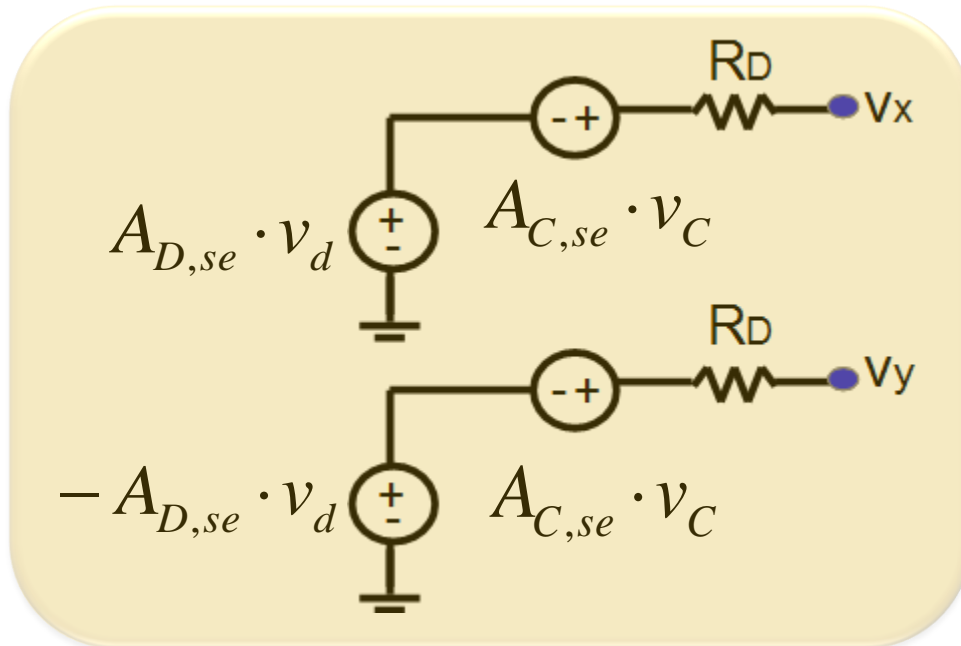 RD
- +
Vx
A_{D,se} · v_d
+
-
A_{C,se} · v_C
RD
- +
Vy
− A_{D,se} · v_d
+
-
A_{C,se} · v_C